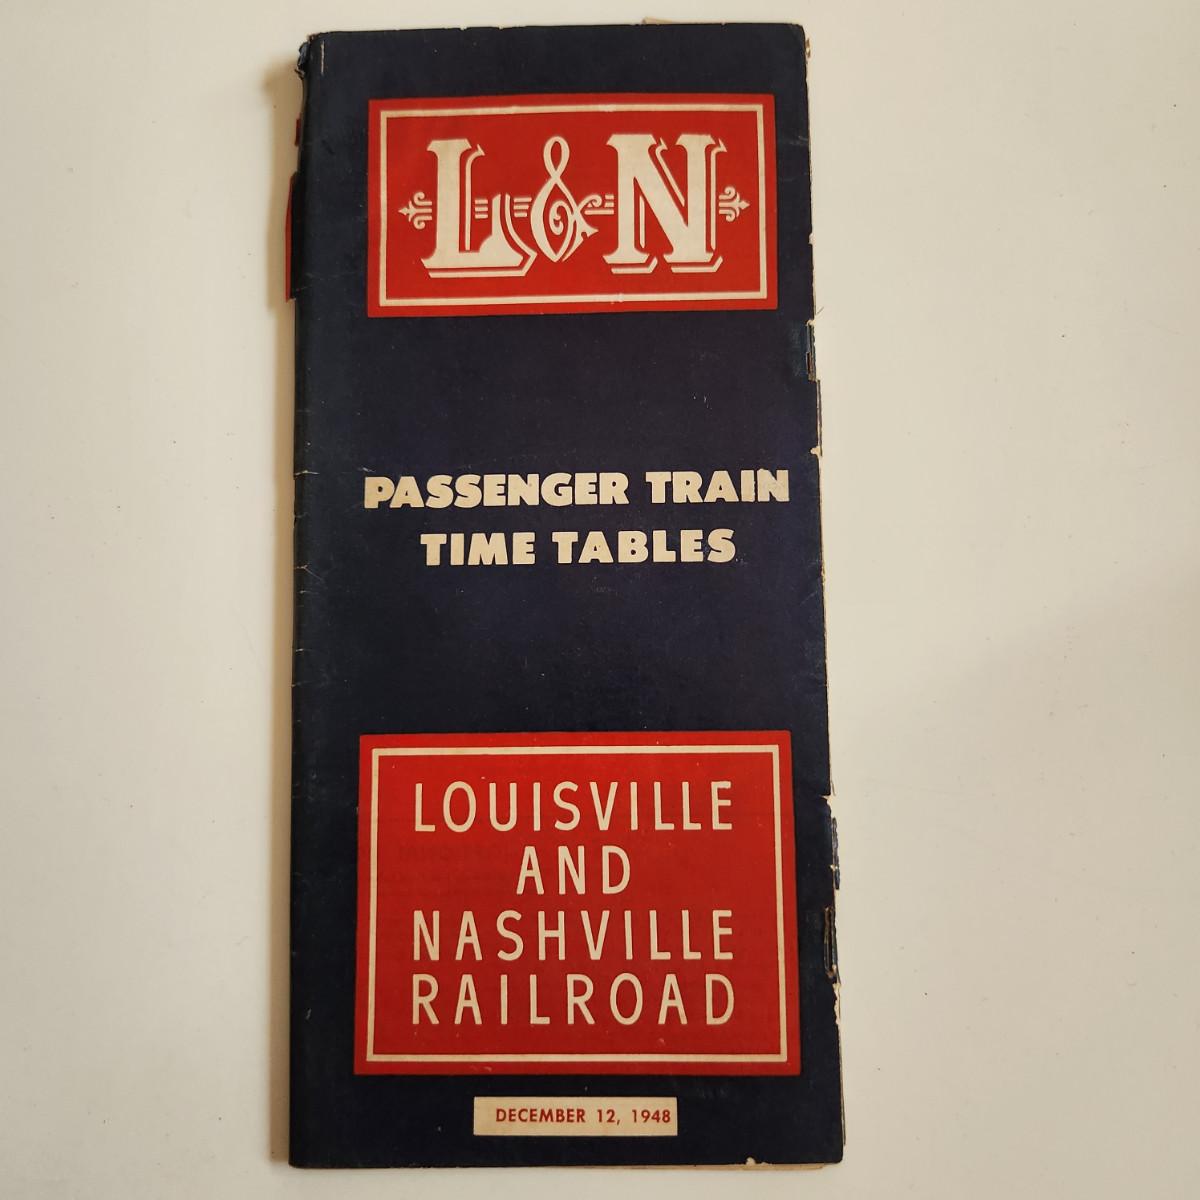 L&N
PASSENGER TRAIN
TIME TABLES
LOUISVILLE
AND
NASHVILLE
RAILROAD
DECEMBER 12, 1948